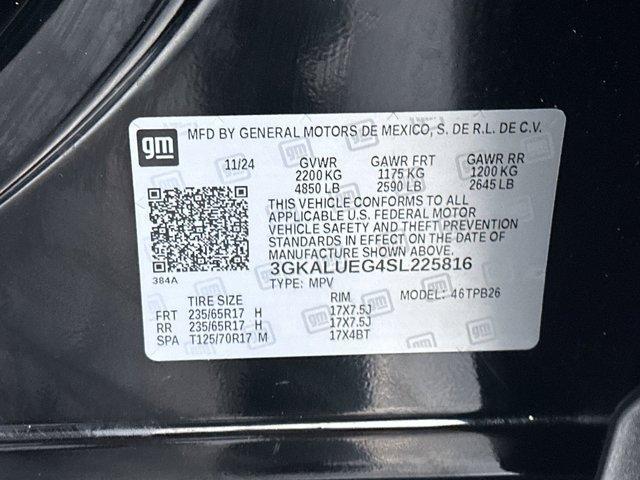 gm MFD BY GENERAL MOTORS DE MEXICO, S. DE R.L. DE C.V.
11/24 GVWR GAWR FRT GAWR RR
2200 KG 1175 KG 1200 KG
4850 LB 2590 LB 2645 LB
THIS VEHICLE CONFORMS TO ALL
APPLICABLE U.S. FEDERAL MOTOR
VEHICLE SAFETY AND THEFT PREVENTION
STANDARDS IN EFFECT ON THE DATE OF
MANUFACTURE SHOWN ABOVE.
3GKALUEG4SL225816
384A
TYPE: MPV MODEL: 46TPB26
TIRE SIZE RIM
FRT 235/65R17 H 17X7.5J
RR 235/65R17 H 17X7.5J
SPA T125/70R17 M 17X4BT